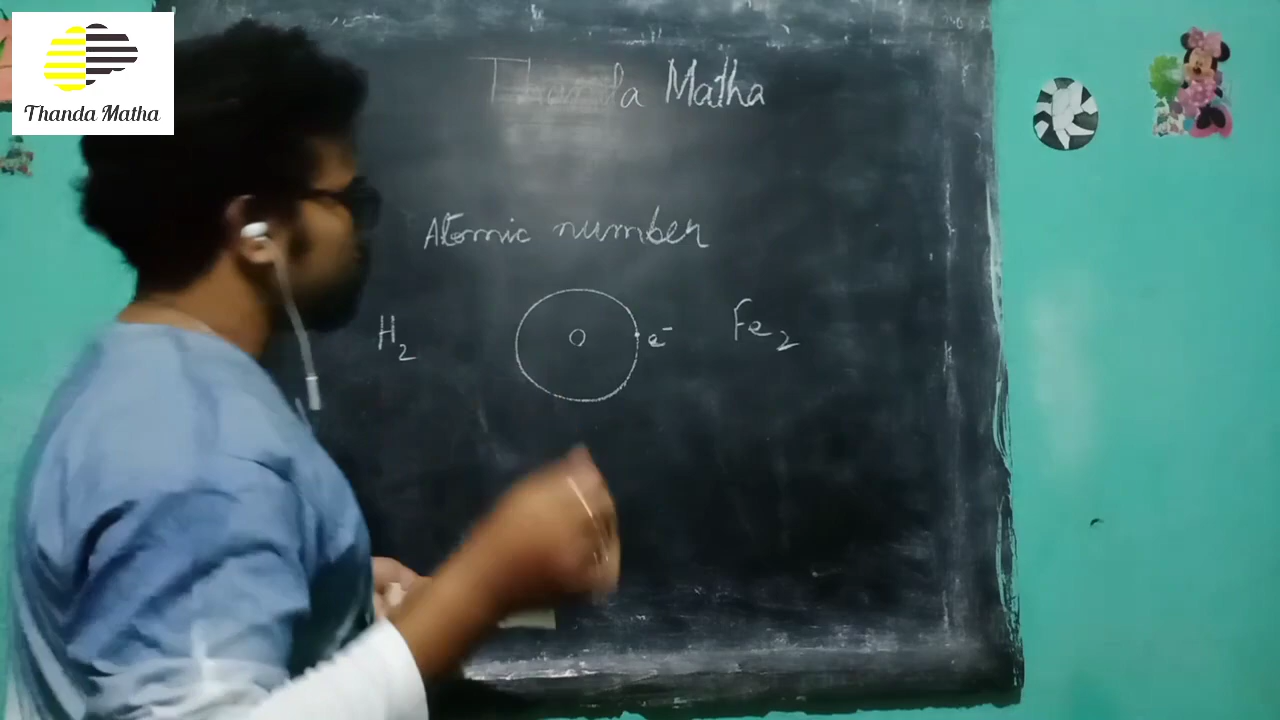 Thanda Matha
Thanda Matha
Atomic number
H₂
e⁻
Fe₂